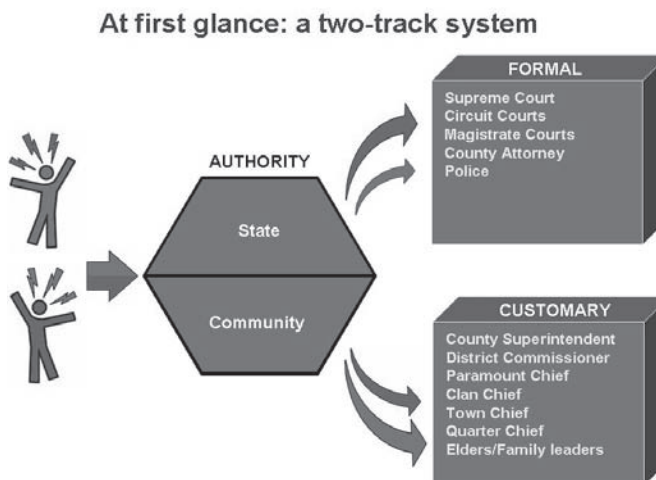 At first glance: a two-track system
FORMAL
Supreme Court
Circuit Courts
Magistrate Courts
County Attorney
Police
AUTHORITY
State
Community
CUSTOMARY
County Superintendent
District Commissioner
Paramount Chief
Clan Chief
Town Chief
Quarter Chief
Elders/Family leaders